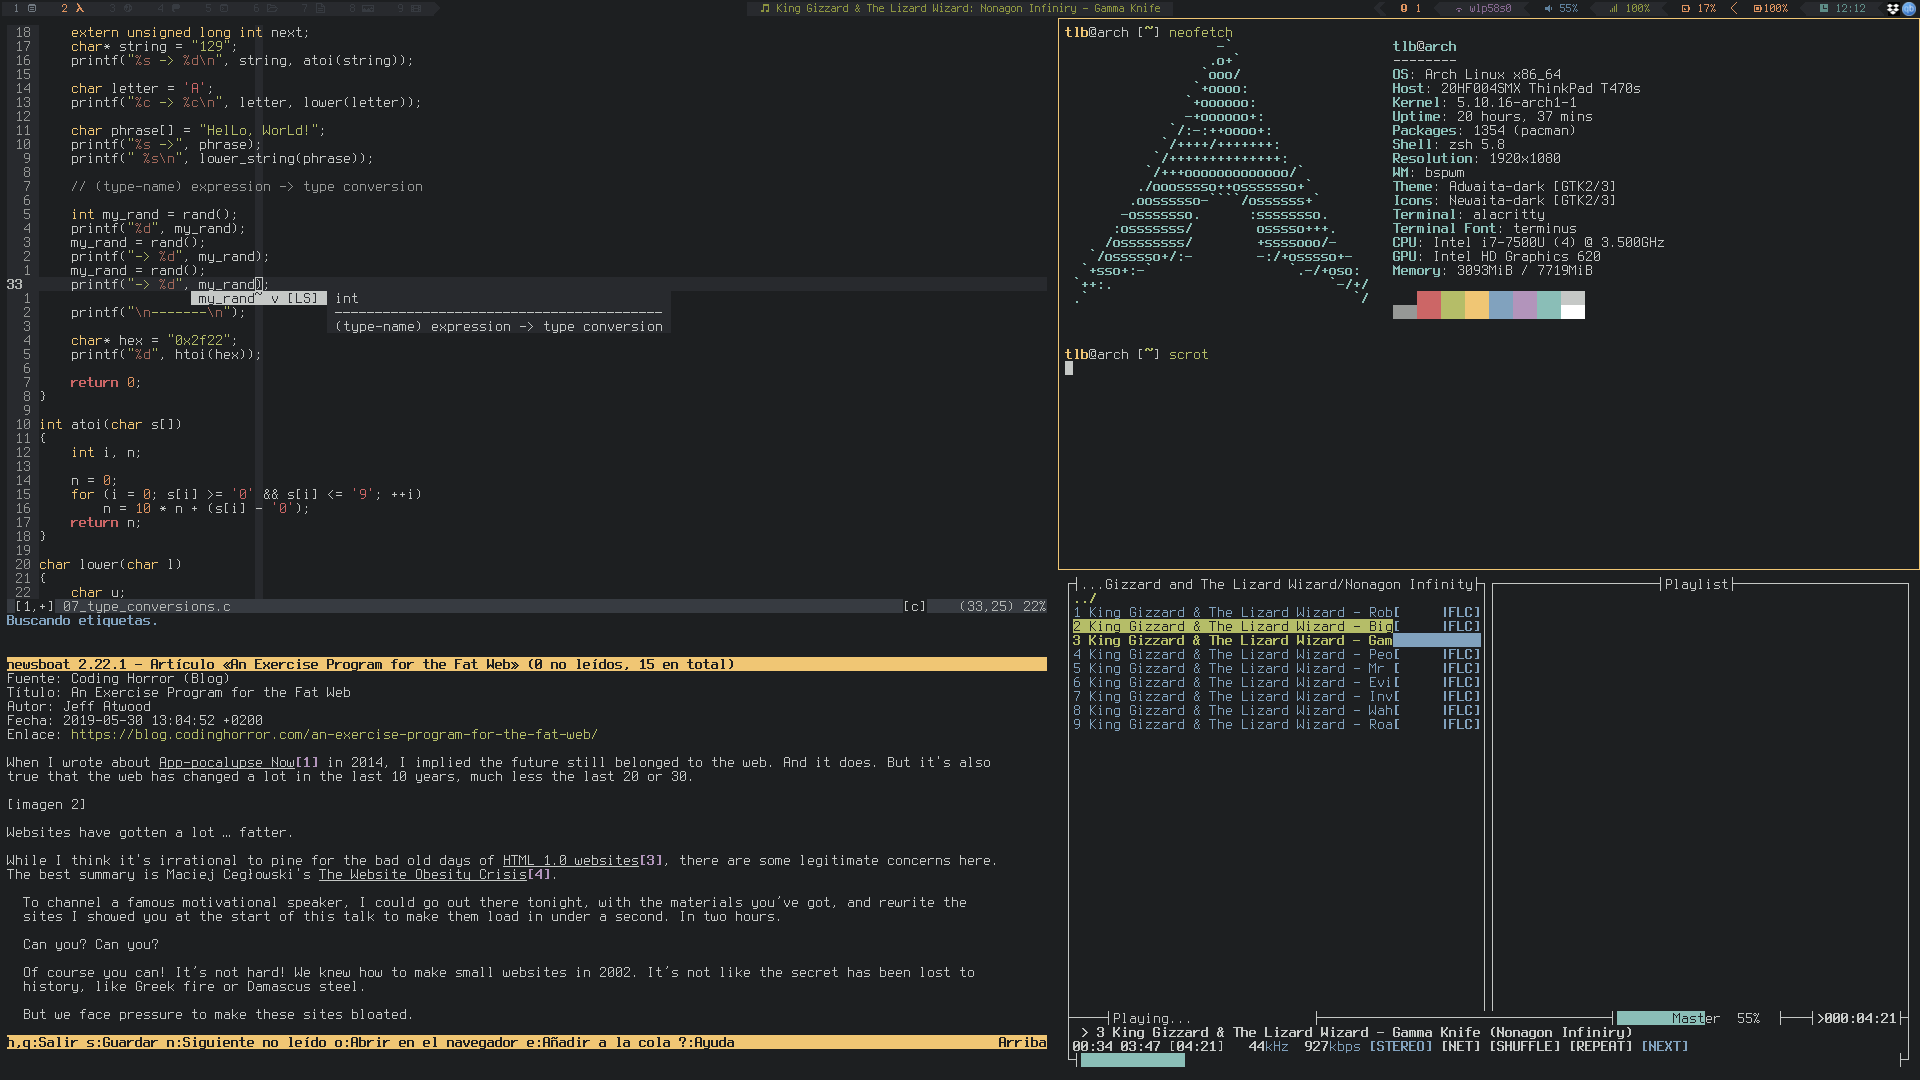 1 2 λ 3 4 5 6 7 8 9
King Gizzard & The Lizard Wizard: Nonagon Infiniry - Gamma Knife
1 wlp58s0 55% 100% 17% 100% 12:12
18 extern unsigned long int next;
17 char* string = "129";
16 printf("%s -> %d\n", string, atoi(string));
15
14 char letter = 'A';
13 printf("%c -> %c\n", letter, lower(letter));
12
11 char phrase[] = "HelLo, WorLd!";
10 printf("%s ->", phrase);
9 printf(" %s\n", lower_string(phrase));
8
7 // (type-name) expression -> type conversion
6
5 int my_rand = rand();
4 printf("%d", my_rand);
3 my_rand = rand();
2 printf("-> %d", my_rand);
1 my_rand = rand();
33 printf("-> %d", my_rand);
1 my_rand~ v [LS] int
2 printf("\n-------\n"); -----------------------------------------
3 (type-name) expression -> type conversion
4 char* hex = "0x2f22";
5 printf("%d", htoi(hex));
6
7 return 0;
8 }
9
10 int atoi(char s[])
11 {
12 int i, n;
13
14 n = 0;
15 for (i = 0; s[i] >= '0' && s[i] <= '9'; ++i)
16 n = 10 * n + (s[i] - '0');
17 return n;
18 }
19
20 char lower(char l)
21 {
22 char u;
[1,+] 07_type_conversions.c [c] (33,25) 22%
Buscando etiquetas.
newsboat 2.22.1 - Artículo «An Exercise Program for the Fat Web» (0 no leídos, 15 en total)
Fuente: Coding Horror (Blog)
Título: An Exercise Program for the Fat Web
Autor: Jeff Atwood
Fecha: 2019-05-30 13:04:52 +0200
Enlace: https://blog.codinghorror.com/an-exercise-program-for-the-fat-web/
When I wrote about App-pocalypse Now[1] in 2014, I implied the future still belonged to the web. And it does. But it's also
true that the web has changed a lot in the last 10 years, much less the last 20 or 30.
[imagen 2]
Websites have gotten a lot … fatter.
While I think it's irrational to pine for the bad old days of HTML 1.0 websites[3], there are some legitimate concerns here.
The best summary is Maciej Cegłowski's The Website Obesity Crisis[4].
To channel a famous motivational speaker, I could go out there tonight, with the materials you've got, and rewrite the
sites I showed you at the start of this talk to make them load in under a second. In two hours.
Can you? Can you?
Of course you can! It's not hard! We knew how to make small websites in 2002. It's not like the secret has been lost to
history, like Greek fire or Damascus steel.
But we face pressure to make these sites bloated.
h,q:Salir s:Guardar n:Siguiente no leído o:Abrir en el navegador e:Añadir a la cola ?:Ayuda Arriba
tlb@arch [~] neofetch
-`
.o+`
`ooo/
`+oooo:
`+oooooo:
-+oooooo+:
`/:-:++oooo+:
`/++++/+++++++:
`/++++++++++++++:
`/+++ooooooooooooo/`
./ooosssso++osssssso+`
.oossssso-````/ossssss+`
-osssssso. :ssssssso.
:osssssss/ osssso+++.
/ossssssss/ +ssssooo/-
`/ossssso+/:- -:/+osssso+-
`+sso+:-` `.-/+oso:
`++:. `-/+/
.` `/
tlb@arch
--------
OS: Arch Linux x86_64
Host: 20HF004SMX ThinkPad T470s
Kernel: 5.10.16-arch1-1
Uptime: 20 hours, 37 mins
Packages: 1354 (pacman)
Shell: zsh 5.8
Resolution: 1920x1080
WM: bspwm
Theme: Adwaita-dark [GTK2/3]
Icons: Newaita-dark [GTK2/3]
Terminal: alacritty
Terminal Font: terminus
CPU: Intel i7-7500U (4) @ 3.500GHz
GPU: Intel HD Graphics 620
Memory: 3093MiB / 7719MiB
tlb@arch [~] scrot
...Gizzard and The Lizard Wizard/Nonagon Infinity
../
1 King Gizzard & The Lizard Wizard - Rob[ |FLC]
2 King Gizzard & The Lizard Wizard - Big[ |FLC]
3 King Gizzard & The Lizard Wizard - Gam
4 King Gizzard & The Lizard Wizard - Peo[ |FLC]
5 King Gizzard & The Lizard Wizard - Mr [ |FLC]
6 King Gizzard & The Lizard Wizard - Evi[ |FLC]
7 King Gizzard & The Lizard Wizard - Inv[ |FLC]
8 King Gizzard & The Lizard Wizard - Wah[ |FLC]
9 King Gizzard & The Lizard Wizard - Roa[ |FLC]
Playlist
Playing... Master 55% >000:04:21
> 3 King Gizzard & The Lizard Wizard - Gamma Knife (Nonagon Infiniry)
00:34 03:47 [04:21] 44kHz 927kbps [STEREO] [NET] [SHUFFLE] [REPEAT] [NEXT]